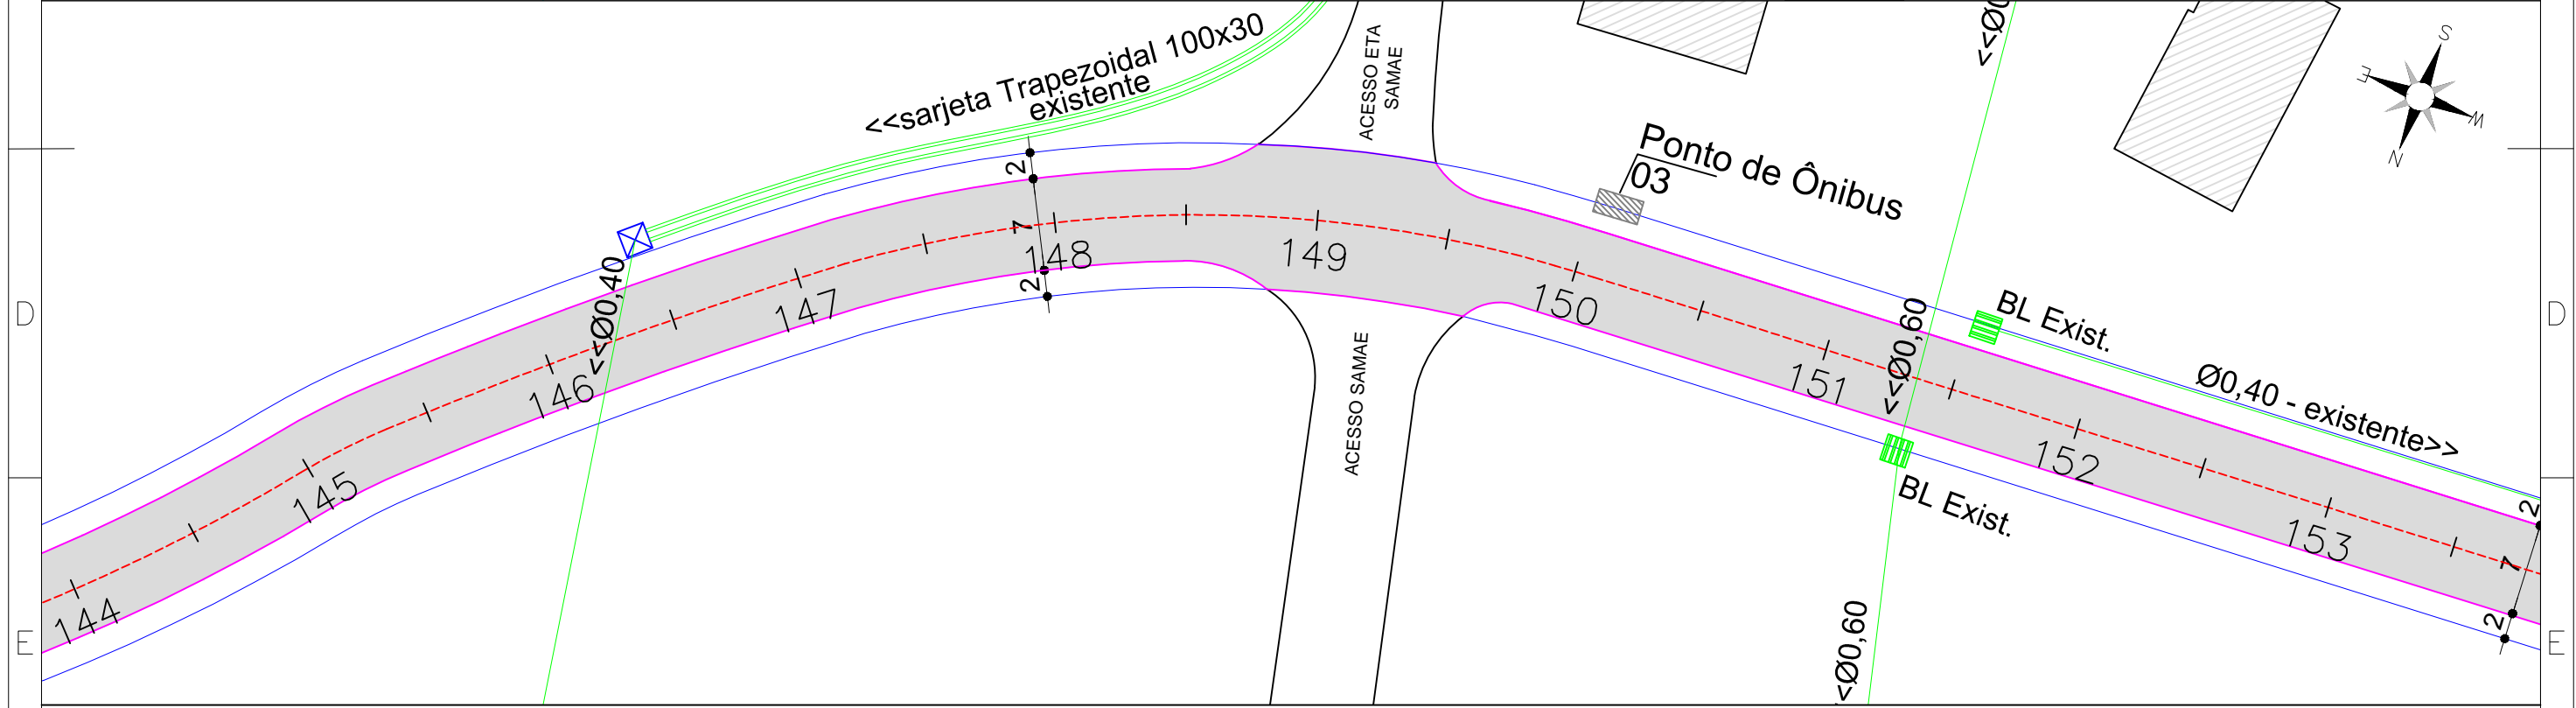 <<sarjeta Trapezoidal 100x30
existente
ACESSO ETA
SAMAE
<<Ø0
S
E
W
N
Ponto de Ônibus
03
2
7
2
<<Ø0,40
144
145
146
147
148
149
150
151
152
153
<<Ø0,60
BL Exist.
Ø0,40 - existente>>
BL Exist.
ACESSO SAMAE
<Ø0,60
2
7
2
D
D
E
E